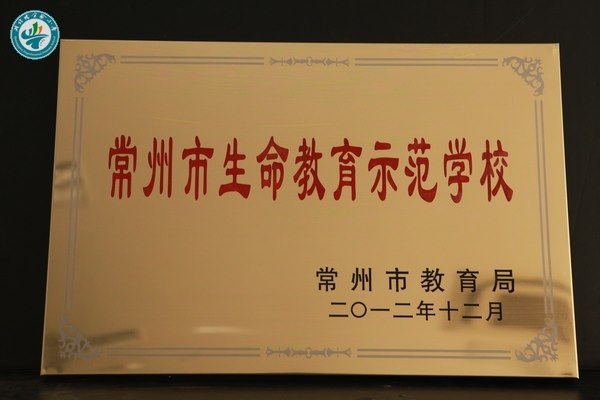 常州市生命教育示范学校
常州市教育局
二〇一二年十二月